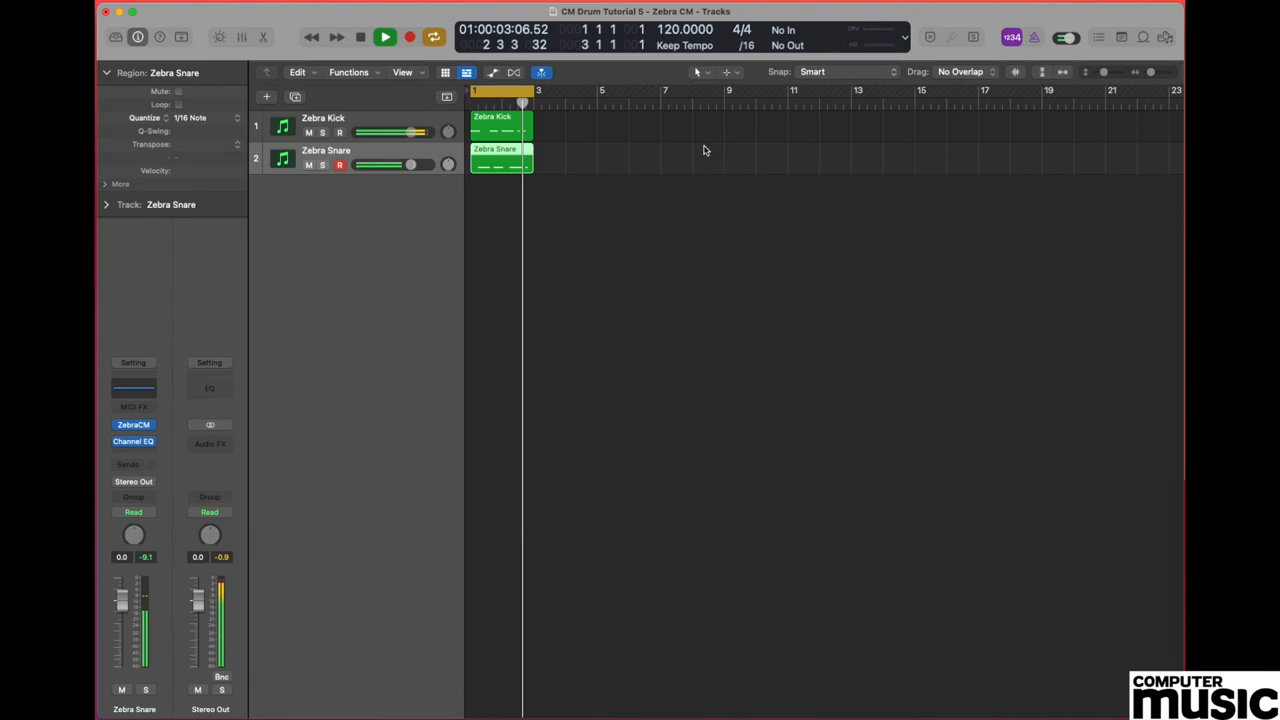 CM Drum Tutorial 5 - Zebra CM - Tracks
01:00:03:06.52
2 3 3 32
1 1 1 1
3 1 1 1
120.0000
Keep Tempo
4/4
/16
No In
No Out
CPU
HD
1234
Region: Zebra Snare
Mute:
Loop:
Quantize
1/16 Note
Q-Swing:
Transpose:
Velocity:
More
Track: Zebra Snare
Edit
Functions
View
Snap:
Smart
Drag:
No Overlap
1
3
5
7
9
11
13
15
17
19
21
23
1
Zebra Kick
M S R
Zebra Kick
2
Zebra Snare
M S R
Zebra Snare
Setting
Setting
EQ
MIDI FX
ZebraCM
Channel EQ
Audio FX
Sends
Stereo Out
Group
Group
Read
Read
0.0
-9.1
0.0
-0.9
Bnc
M
S
M
S
Zebra Snare
Stereo Out
COMPUTER
music